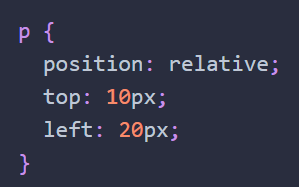 p {
  position: relative;
  top: 10px;
  left: 20px;
}